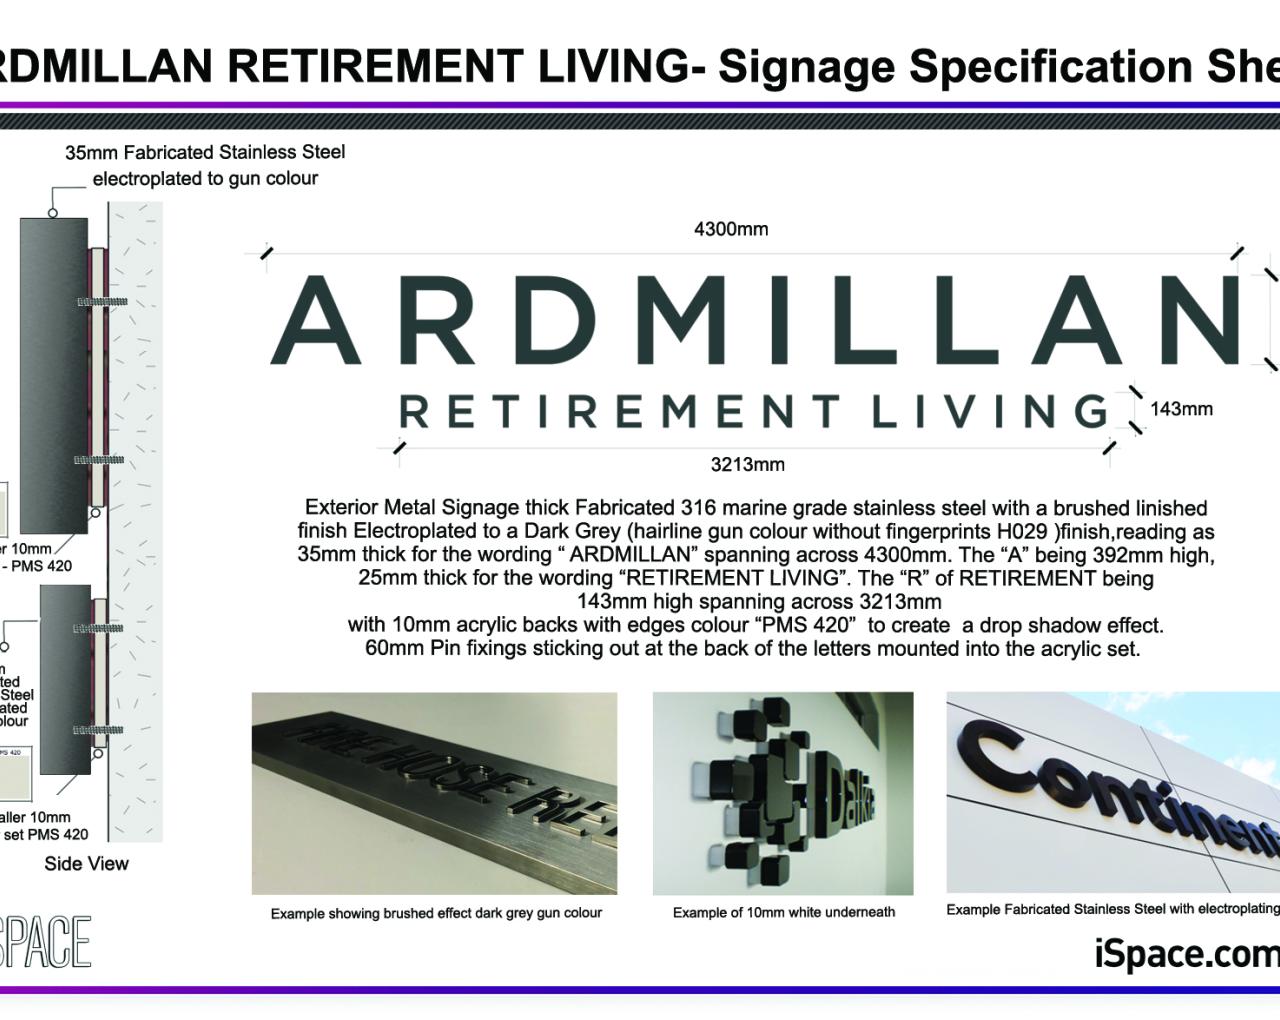 RDMILLAN RETIREMENT LIVING- Signage Specification She
35mm Fabricated Stainless Steel
electroplated to gun colour
4300mm
ARDMILLAN
RETIREMENT LIVING
143mm
3213mm
er 10mm
- PMS 420
Steel
PMS 420
aller 10mm
set PMS 420
Side View
Exterior Metal Signage thick Fabricated 316 marine grade stainless steel with a brushed linished
finish Electroplated to a Dark Grey (hairline gun colour without fingerprints H029 )finish,reading as
35mm thick for the wording “ ARDMILLAN” spanning across 4300mm. The “A” being 392mm high,
25mm thick for the wording “RETIREMENT LIVING”. The “R” of RETIREMENT being
143mm high spanning across 3213mm
with 10mm acrylic backs with edges colour “PMS 420”  to create  a drop shadow effect.
60mm Pin fixings sticking out at the back of the letters mounted into the acrylic set.
THE HOSE RE
Daiki
Continent
Example showing brushed effect dark grey gun colour
Example of 10mm white underneath
Example Fabricated Stainless Steel with electroplating
SPACE
iSpace.com